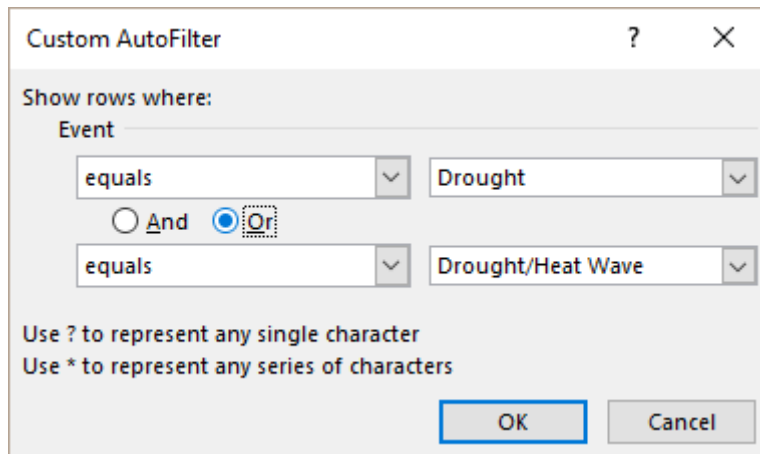 Custom AutoFilter ? ×
Show rows where:
Event
equals Drought
And Or
equals Drought/Heat Wave
Use ? to represent any single character
Use * to represent any series of characters
OK Cancel